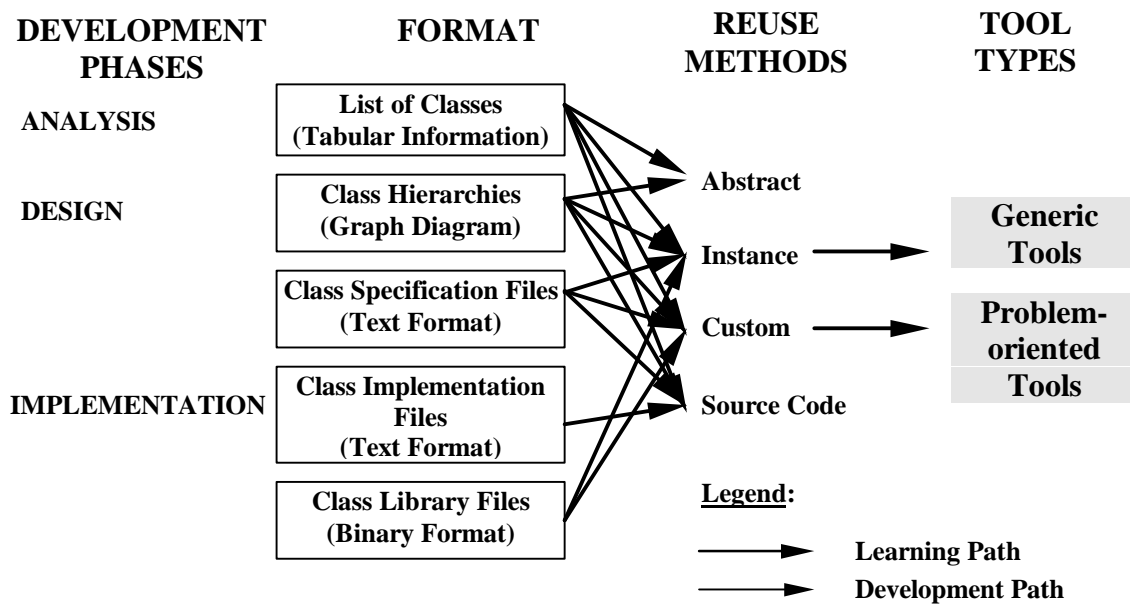 DEVELOPMENT
PHASES
FORMAT
REUSE
METHODS
TOOL
TYPES
ANALYSIS
List of Classes
(Tabular Information)
DESIGN
Class Hierarchies
(Graph Diagram)
Class Specification Files
(Text Format)
IMPLEMENTATION
Class Implementation
Files
(Text Format)
Class Library Files
(Binary Format)
Abstract
Instance
Custom
Source Code
Generic
Tools
Problem-
oriented
Tools
Legend:
Learning Path
Development Path